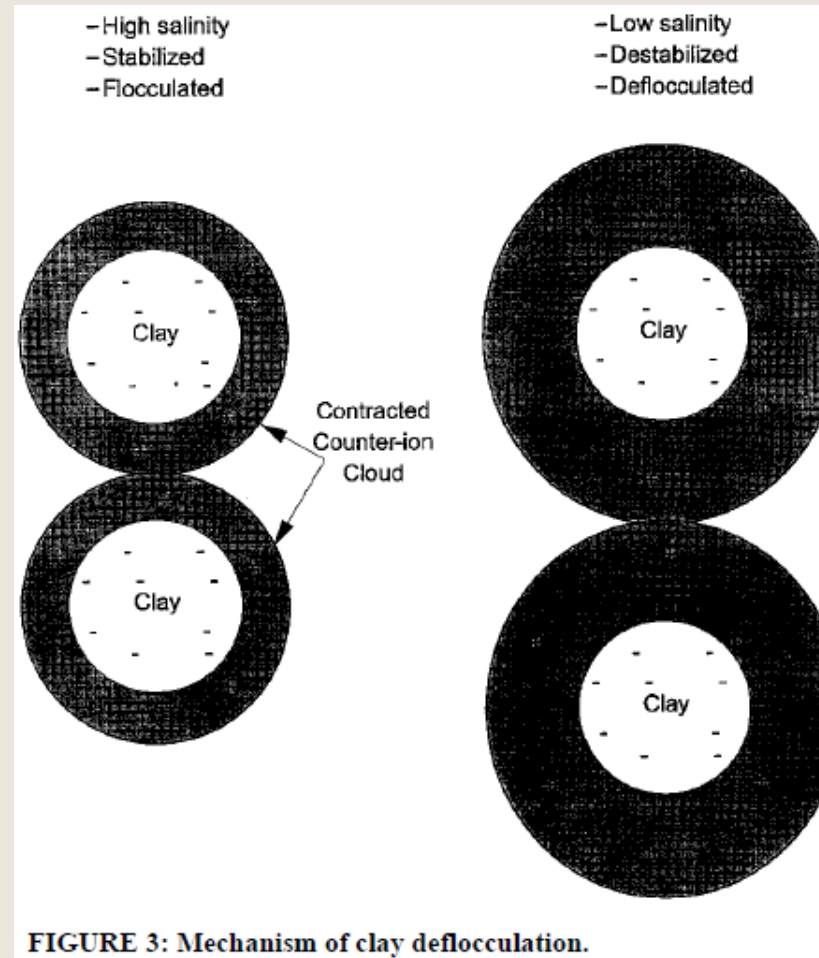 –High salinity
–Stabilized
–Flocculated
–Low salinity
–Destabilized
–Deflocculated
Clay
Clay
Contracted
Counter-ion
Cloud
Clay
Clay
FIGURE 3: Mechanism of clay deflocculation.